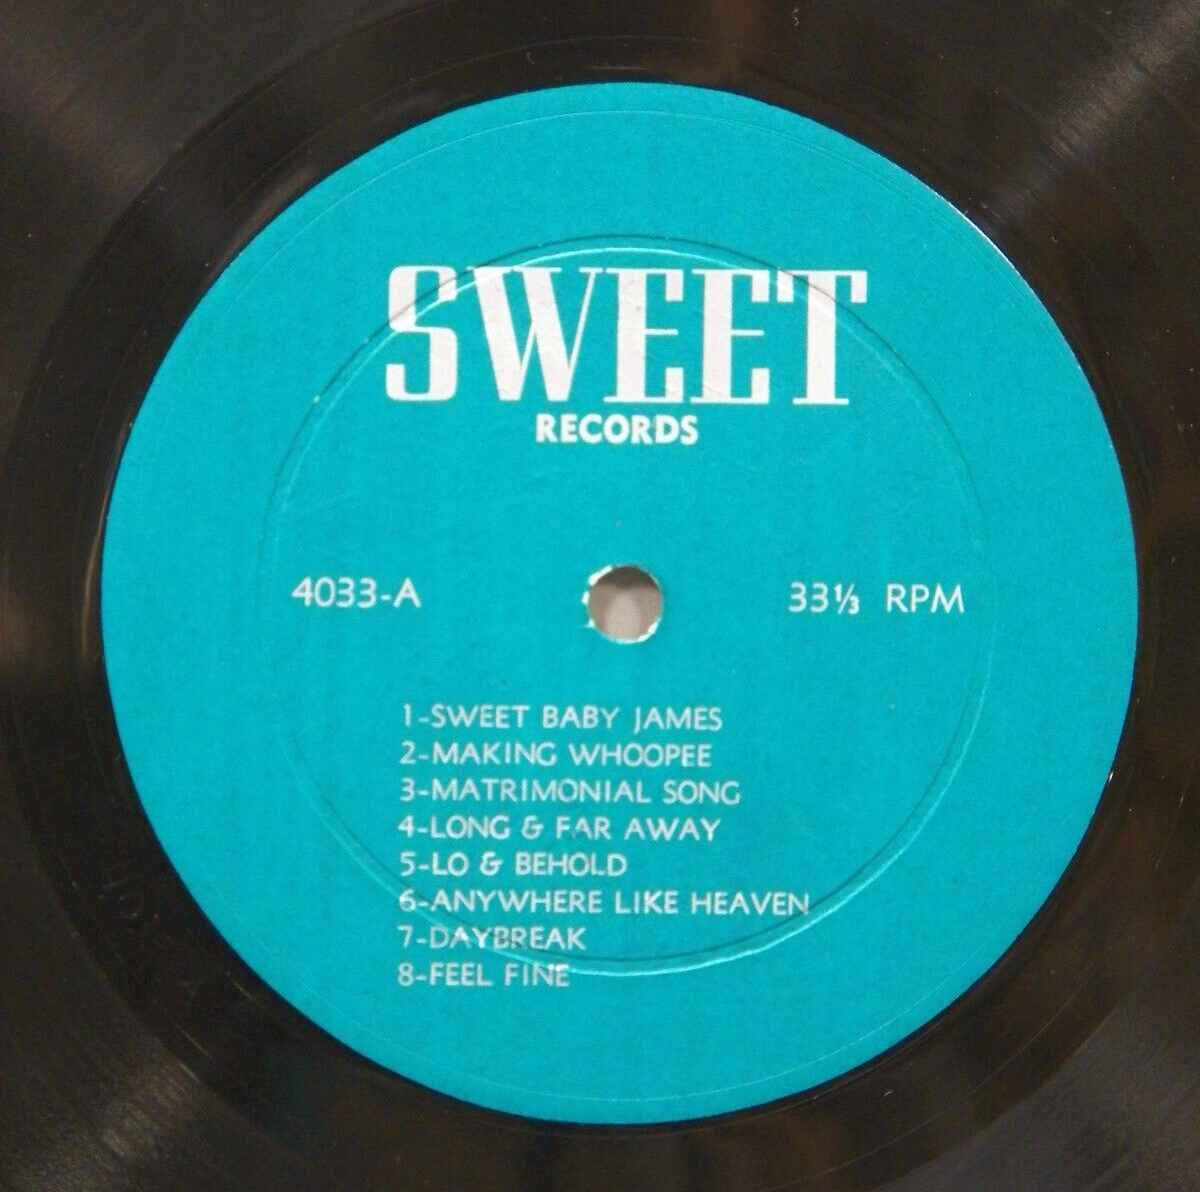 SWEET
RECORDS
4033-A
33⅓ RPM
1-SWEET BABY JAMES
2-MAKING WHOOPEE
3-MATRIMONIAL SONG
4-LONG & FAR AWAY
5-LO & BEHOLD
6-ANYWHERE LIKE HEAVEN
7-DAYBREAK
8-FEEL FINE